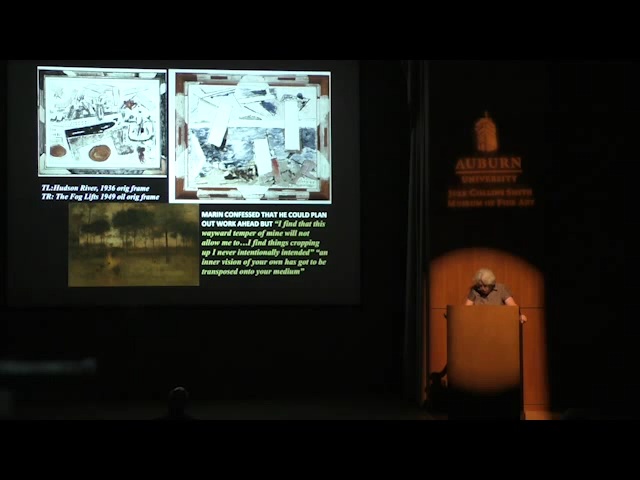 TL:Hudson River, 1936 orig frame
TR: The Fog Lifts 1949 oil orig frame
MARIN CONFESSED THAT HE COULD PLAN
OUT WORK AHEAD BUT "I find that this
wayward temper of mine will not
allow me to...I find things cropping
up I never intentionally intended" "an
inner vision of your own has got to be
transposed onto your medium"
AUBURN
UNIVERSITY
JULE COLLINS SMITH
MUSEUM OF FINE ART